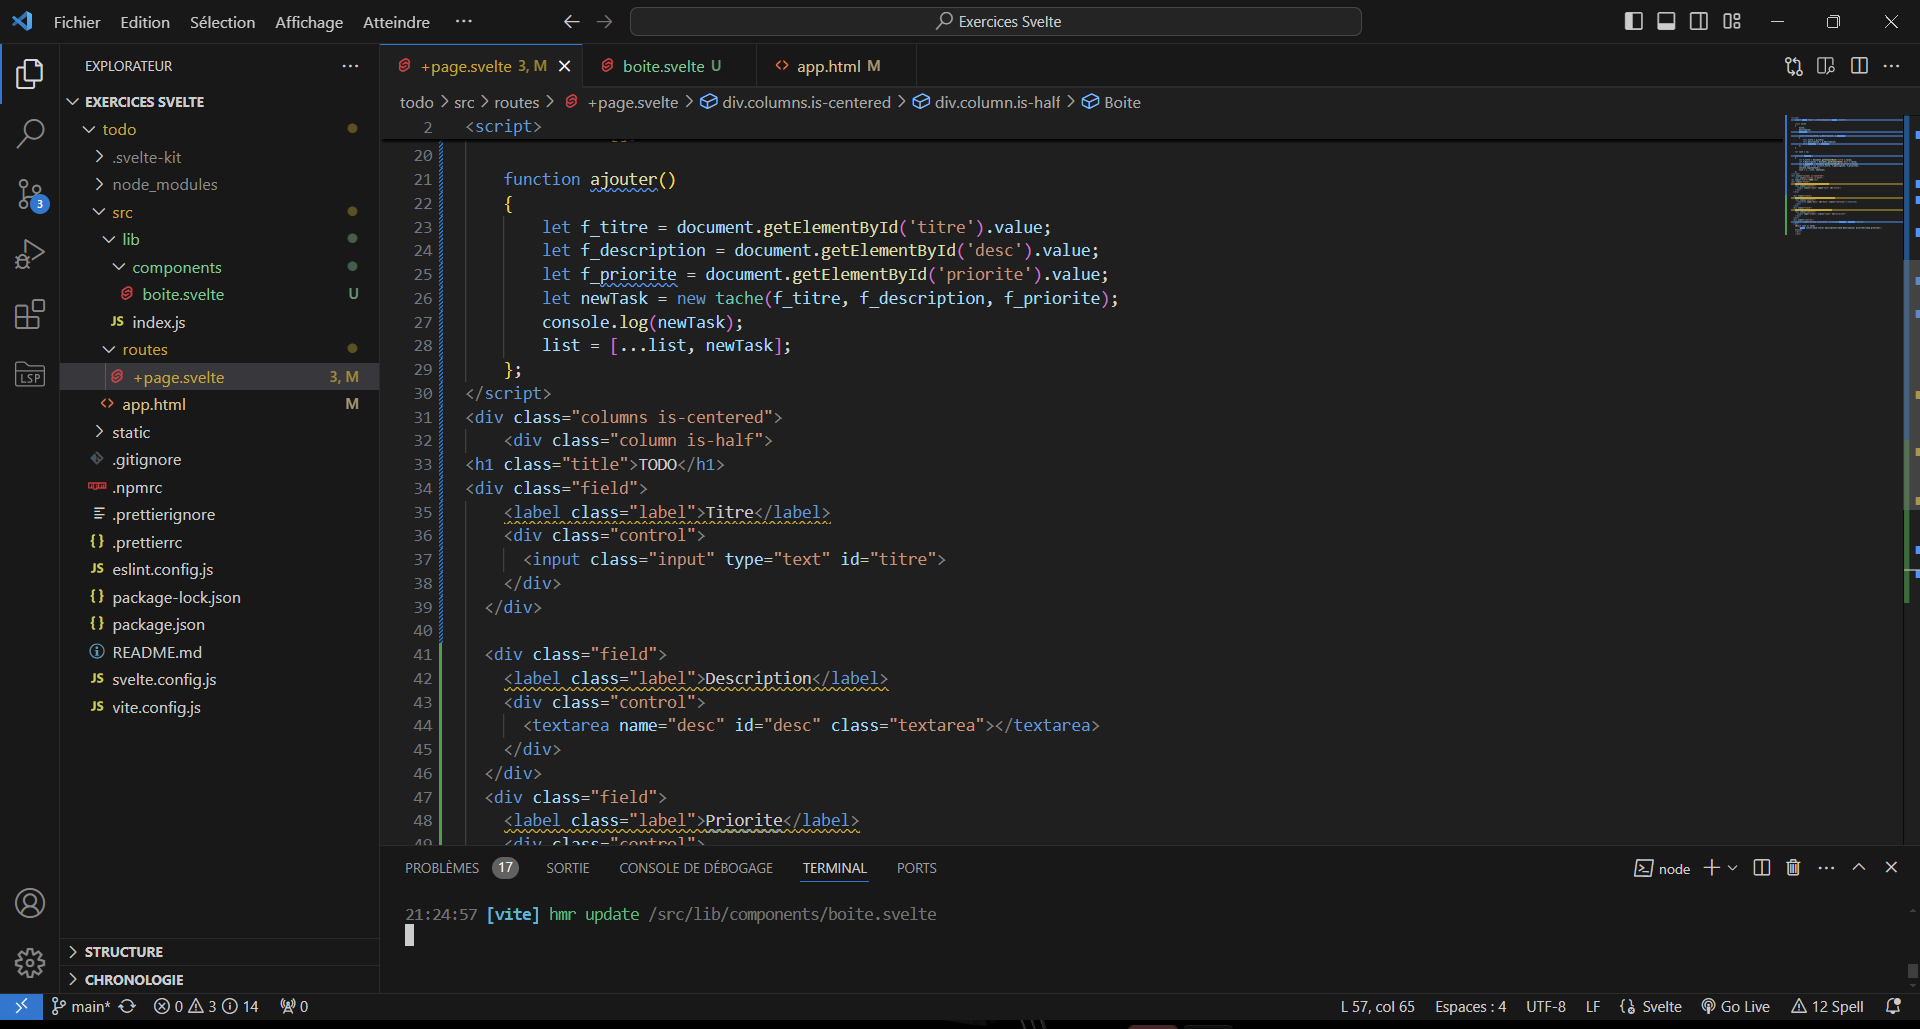 Fichier Edition Sélection Affichage Atteindre ··· Exercices Svelte
EXPLORATEUR ···
EXERCICES SVELTE
todo
.svelte-kit
node_modules
src
lib
components
boite.svelte U
index.js
routes
+page.svelte 3, M
app.html M
static
.gitignore
.npmrc
.prettierignore
.prettierrc
eslint.config.js
package-lock.json
package.json
README.md
svelte.config.js
vite.config.js
STRUCTURE
CHRONOLOGIE
3
LSP
+page.svelte 3, M boite.svelte U app.html M
todo > src > routes > +page.svelte > div.columns.is-centered > div.column.is-half > Boite
2 <script>
20
21 function ajouter()
22 {
23 let f_titre = document.getElementById('titre').value;
24 let f_description = document.getElementById('desc').value;
25 let f_priorite = document.getElementById('priorite').value;
26 let newTask = new tache(f_titre, f_description, f_priorite);
27 console.log(newTask);
28 list = [...list, newTask];
29 };
30 </script>
31 <div class="columns is-centered">
32 <div class="column is-half">
33 <h1 class="title">TODO</h1>
34 <div class="field">
35 <label class="label">Titre</label>
36 <div class="control">
37 <input class="input" type="text" id="titre">
38 </div>
39 </div>
40
41 <div class="field">
42 <label class="label">Description</label>
43 <div class="control">
44 <textarea name="desc" id="desc" class="textarea"></textarea>
45 </div>
46 </div>
47 <div class="field">
48 <label class="label">Priorite</label>
49 <div class="control">
PROBLÈMES 17 SORTIE CONSOLE DE DÉBOGAGE TERMINAL PORTS node
21:24:57 [vite] hmr update /src/lib/components/boite.svelte
main* 0 3 14 0 L 57, col 65 Espaces : 4 UTF-8 LF Svelte Go Live 12 Spell